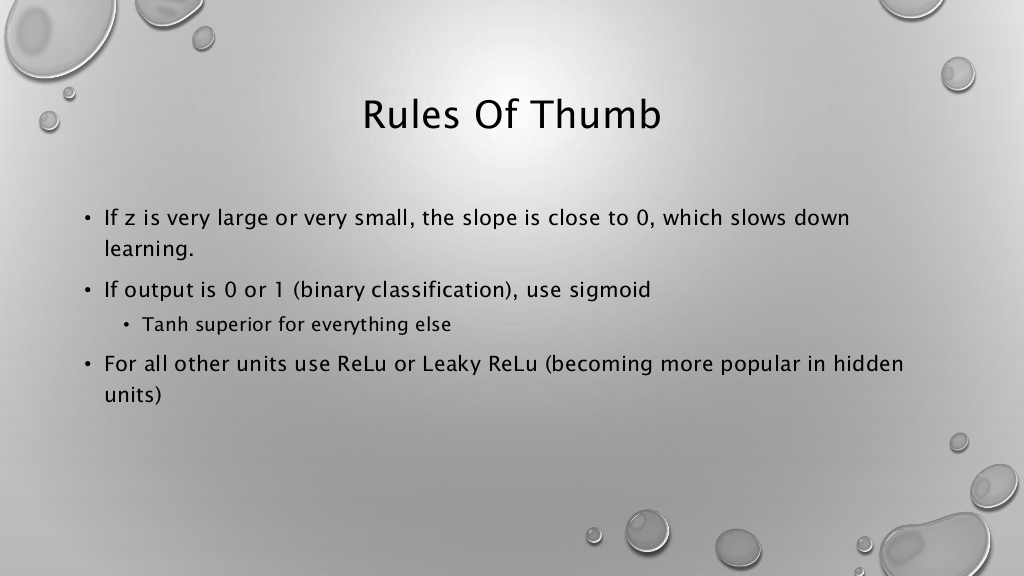 Rules Of Thumb
• If z is very large or very small, the slope is close to 0, which slows down
learning.
• If output is 0 or 1 (binary classification), use sigmoid
• Tanh superior for everything else
• For all other units use ReLu or Leaky ReLu (becoming more popular in hidden
units)